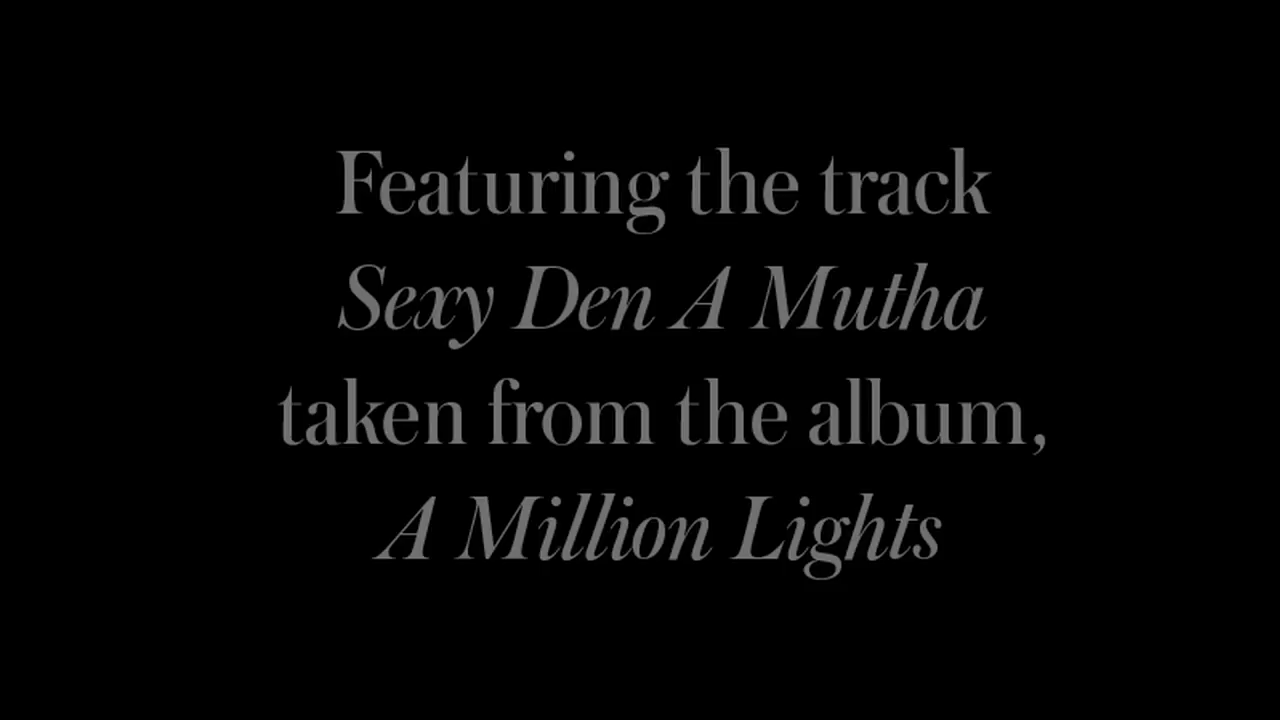 Featuring the track
Sexy Den A Mutha
taken from the album,
A Million Lights